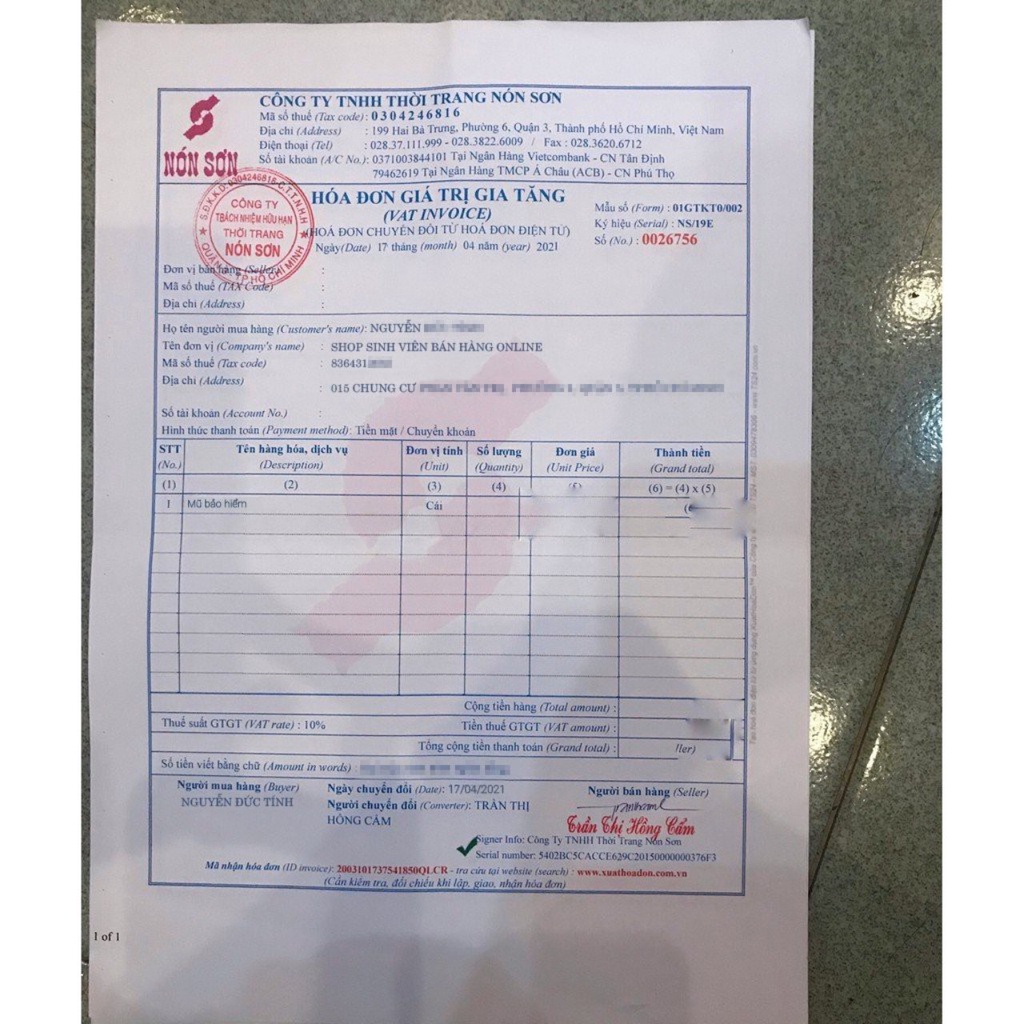 CÔNG TY TNHH THỜI TRANG NÓN SƠN
Mã số thuế (Tax code) : 0304246816
Địa chỉ (Address) : 199 Hai Bà Trưng, Phường 6, Quận 3, Thành phố Hồ Chí Minh, Việt Nam
Điện thoại (Tel) : 028.37.111.999 - 028.3822.6009 / Fax : 028.3620.6712
Số tài khoản (A/C No.) : 0371003844101 Tại Ngân Hàng Vietcombank - CN Tân Định
79462619 Tại Ngân Hàng TMCP Á Châu (ACB) - CN Phú Thọ
NÓN SƠN
S.Đ.K.K.D: 0304246816 - C.T.T.N.H.H
CÔNG TY
TRÁCH NHIỆM HỮU HẠN
THỜI TRANG
NÓN SƠN
TP HỒ CHÍ MINH
HÓA ĐƠN GIÁ TRỊ GIA TĂNG
(VAT INVOICE)
(HOÁ ĐƠN CHUYỂN ĐỔI TỪ HOÁ ĐƠN ĐIỆN TỬ)
Ngày(Date) 17 tháng (month) 04 năm (year) 2021
Mẫu số (Form) : 01GTKT0/002
Ký hiệu (Serial) : NS/19E
Số (No.) : 0026756
Đơn vị bán hàng (Seller) :
Mã số thuế (TAX Code) :
Địa chỉ (Address) :
Họ tên người mua hàng (Customer's name): NGUYỄN
Tên đơn vị (Company's name) : SHOP SINH VIÊN BÁN HÀNG ONLINE
Mã số thuế (Tax code) : 836431
Địa chỉ (Address) : 015 CHUNG CƯ
Số tài khoản (Account No.) :
Hình thức thanh toán (Payment method): Tiền mặt / Chuyển khoản
STT Tên hàng hóa, dịch vụ Đơn vị tính Số lượng Đơn giá Thành tiền
(No.) (Description) (Unit) (Quantity) (Unit Price) (Grand total)
(1) (2) (3) (4) (6) = (4) x (5)
1 Mũ bảo hiểm Cái
Cộng tiền hàng (Total amount) :
Thuế suất GTGT (VAT rate) : 10% Tiền thuế GTGT (VAT amount) :
Tổng cộng tiền thanh toán (Grand total) : ller)
Số tiền viết bằng chữ (Amount in words) :
Người mua hàng (Buyer)
NGUYỄN ĐỨC TÍNH
Ngày chuyển đổi (Date): 17/04/2021
Người chuyển đổi (Converter): TRẦN THỊ
HỒNG CẨM
Người bán hàng (Seller)
Trần Thị Hồng Cẩm
Signer Info: Công Ty TNHH Thời Trang Nón Sơn
Serial number: 5402BC5CACCE629C20150000000376F3
Mã nhận hóa đơn (ID invoice): 2003101737541850QLCR - tra cứu tại website (search) : www.xuathoadon.com.vn
(Cần kiểm tra, đối chiếu khi lập, giao, nhận hóa đơn)
1 of 1